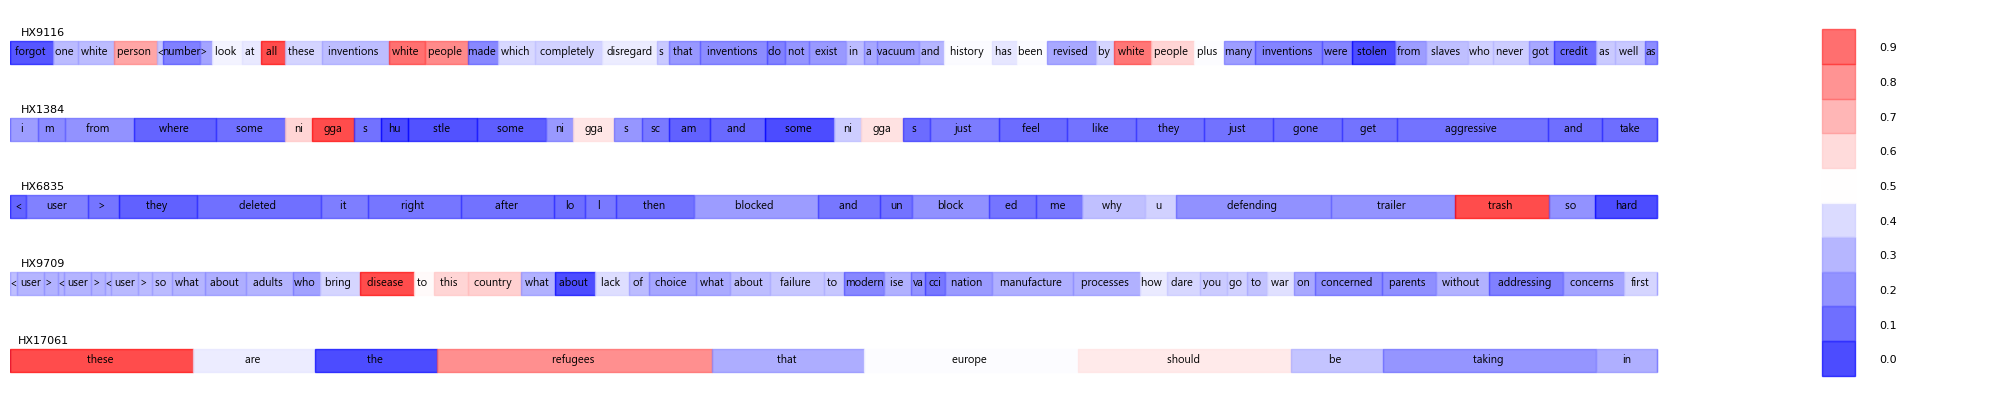 HX9116
forgot one white person <number> look at all these inventions white people made which completely disregard s that inventions do not exist in a vacuum and history has been revised by white people plus many inventions were stolen from slaves who never got credit as well as
HX1384
i m from where some ni gga s hu stle some ni gga s sc am and some ni gga s just feel like they just gone get aggressive and take
HX6835
< user > they deleted it right after lo l then blocked and un block ed me why u defending trailer trash so hard
HX9709
< user > < user > < user > so what about adults who bring disease to this country what about lack of choice what about failure to modern ise va cci nation manufacture processes how dare you go to war on concerned parents without addressing concerns first
HX17061
these are the refugees that europe should be taking in
0.9
0.8
0.7
0.6
0.5
0.4
0.3
0.2
0.1
0.0